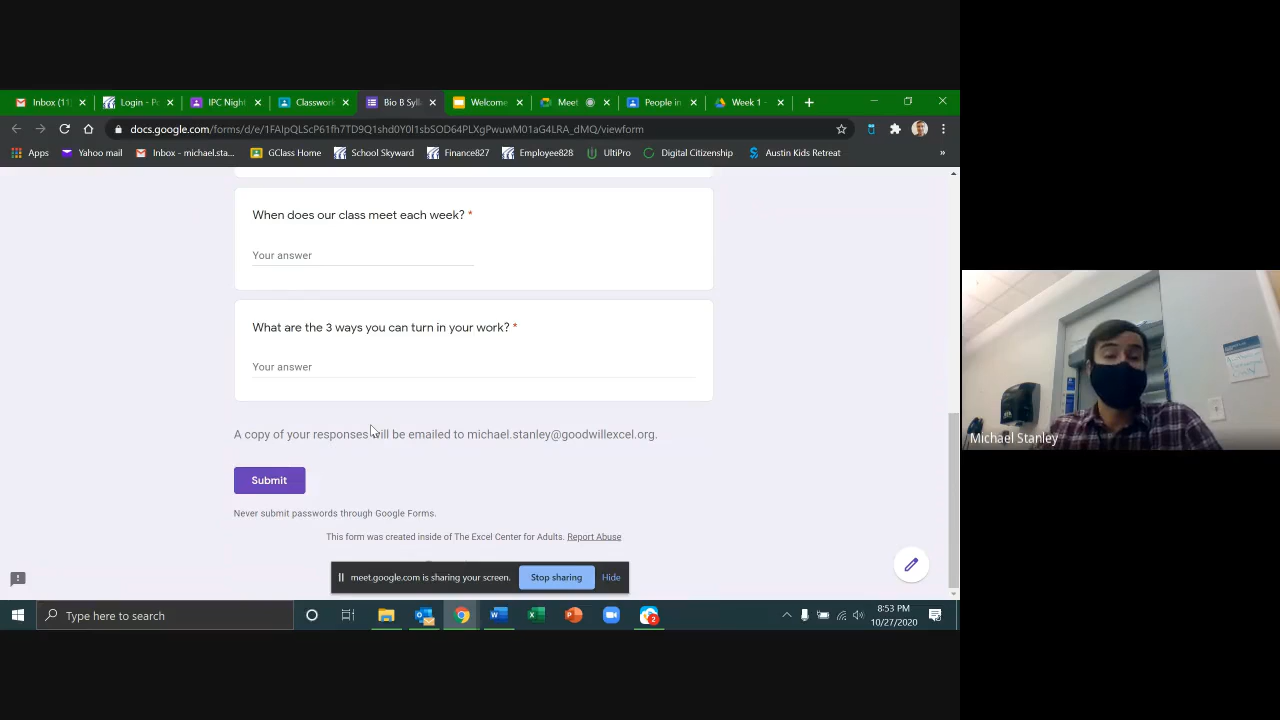 Inbox (11
Login - P
IPC Night
Classwork
Bio B Syll
Welcome
Meet
People in
Week 1 -
docs.google.com/forms/d/e/1FAIpQLScP61fh7TD9Q1shd0Y0I1sbSOD64PLXgPwuwM01aG4LRA_dMQ/viewform
Apps
Yahoo mail
Inbox - michael.sta...
GClass Home
School Skyward
Finance827
Employee828
UltiPro
Digital Citizenship
Austin Kids Retreat
»
When does our class meet each week? *
Your answer
What are the 3 ways you can turn in your work? *
Your answer
A copy of your responses will be emailed to michael.stanley@goodwillexcel.org.
Submit
Never submit passwords through Google Forms.
This form was created inside of The Excel Center for Adults. Report Abuse
meet.google.com is sharing your screen.
Stop sharing
Hide
Type here to search
2
8:53 PM
10/27/2020
Michael Stanley